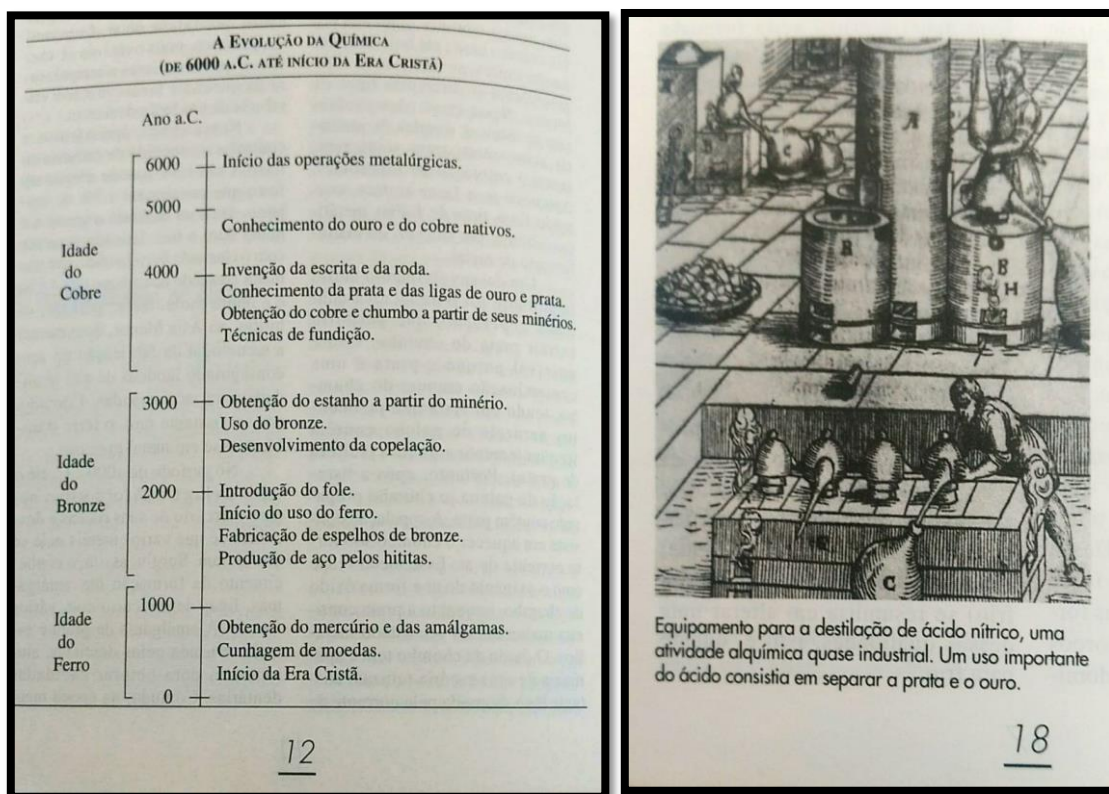 A EVOLUÇÃO DA QUÍMICA
(DE 6000 A.C. ATÉ INÍCIO DA ERA CRISTÃ)
Ano a.C.
6000 Início das operações metalúrgicas.
5000
Conhecimento do ouro e do cobre nativos.
Idade
do
Cobre
4000 Invenção da escrita e da roda.
Conhecimento da prata e das ligas de ouro e prata.
Obtenção do cobre e chumbo a partir de seus minérios.
Técnicas de fundição.
3000 Obtenção do estanho a partir do minério.
Uso do bronze.
Desenvolvimento da copelação.
Idade
do
Bronze
2000 Introdução do fole.
Início do uso do ferro.
Fabricação de espelhos de bronze.
Produção de aço pelos hititas.
1000
Idade
do
Ferro
Obtenção do mercúrio e das amálgamas.
Cunhagem de moedas.
Início da Era Cristã.
0
12
A
B
C
R
B
H
C
Equipamento para a destilação de ácido nítrico, uma
atividade alquímica quase industrial. Um uso importante
do ácido consistia em separar a prata e o ouro.
18